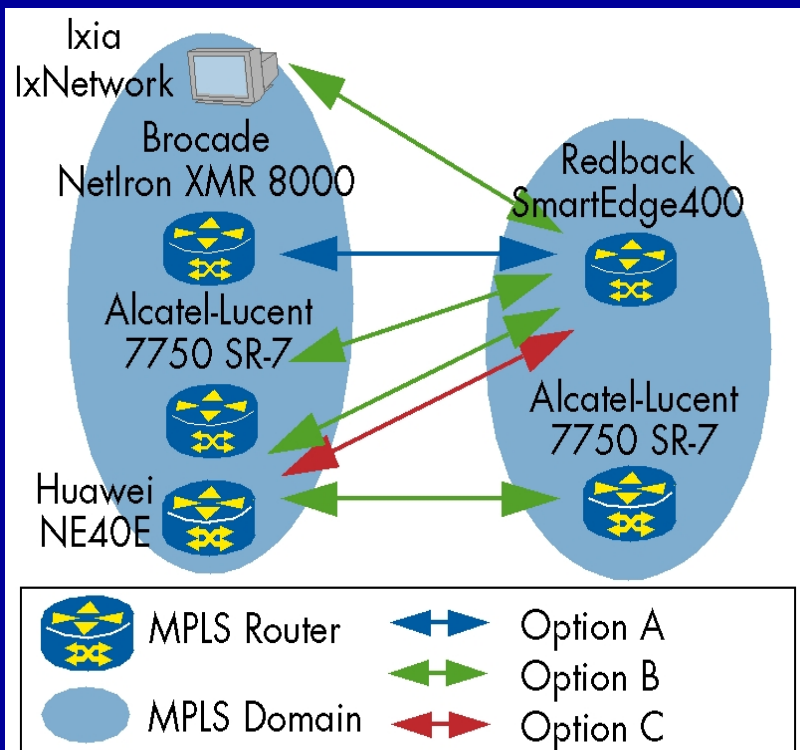 Ixia
IxNetwork
Brocade
NetIron XMR 8000
Alcatel-Lucent
7750 SR-7
Huawei
NE40E
Redback
SmartEdge400
Alcatel-Lucent
7750 SR-7
MPLS Router
MPLS Domain
Option A
Option B
Option C